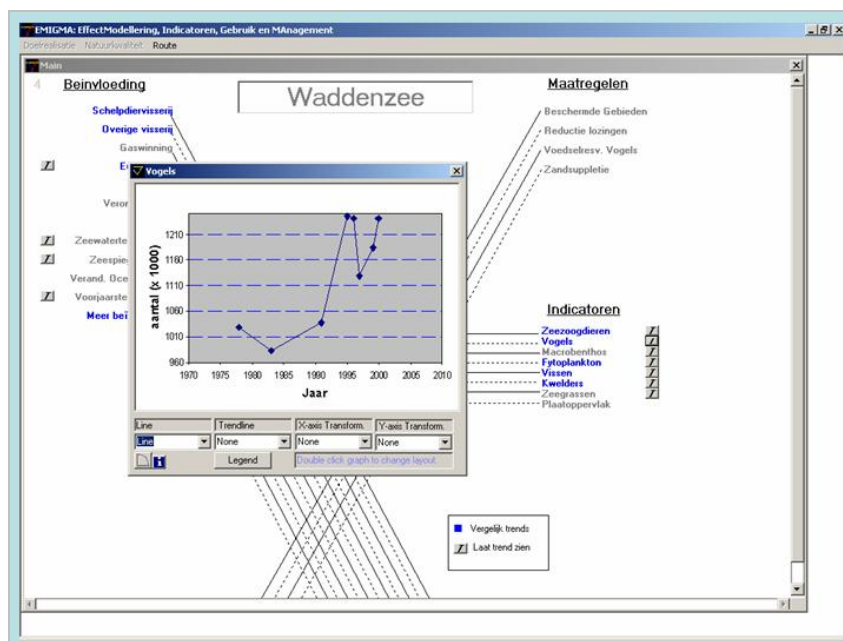 EMIGMA: EffectModellering, Indicatoren, Gebruik en MAnagement
Doelrealisatie Natuurkwaliteit Route
Main
4 Beinvloeding
Waddenzee
Maatregelen
Schelpdiervisserij
Overige visserij
Gaswinning
Veror
Zeewaterte
Zeespie
Verand. Oce
Voorjaarste
Meer bei
Beschermde Gebieden
Reductie lozingen
Voedselresv. Vogels
Zandsuppletie
Vogels
aantal (x 1000)
1210
1160
1110
1060
1010
960
1970 1975 1980 1985 1990 1995 2000 2005 2010
Jaar
Line Trendline X-axis Transform. Y-axis Transform.
Line None None None
Legend Double click graph to change layout.
Indicatoren
Zeezoogdieren
Vogels
Macrobenthos
Fytoplankton
Vissen
Kwelders
Zeegrassen
Plaatoppervlak
Vergelijk trends
Laat trend zien